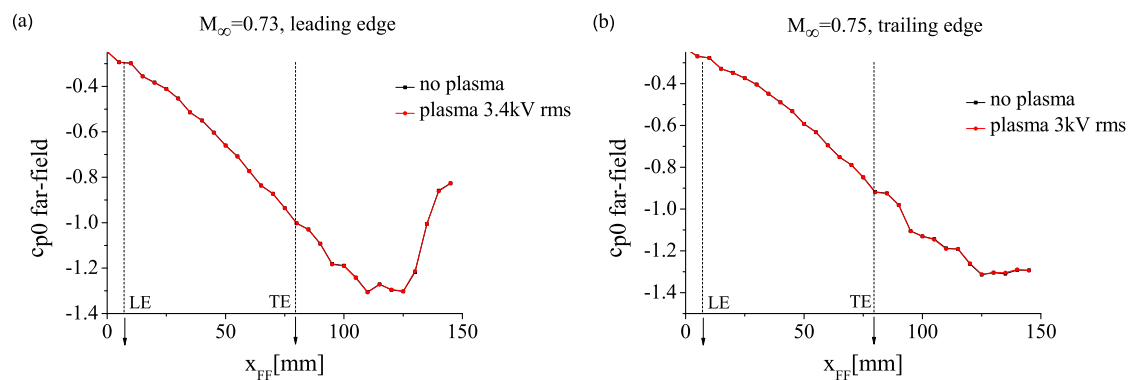 (a)
M∞=0.73, leading edge
no plasma
plasma 3.4kV rms
cp0 far-field
-0.4
-0.6
-0.8
-1.0
-1.2
-1.4
LE
TE
0
50
100
150
xFF[mm]
(b)
M∞=0.75, trailing edge
no plasma
plasma 3kV rms
cp0 far-field
-0.4
-0.6
-0.8
-1.0
-1.2
-1.4
LE
TE
0
50
100
150
xFF[mm]